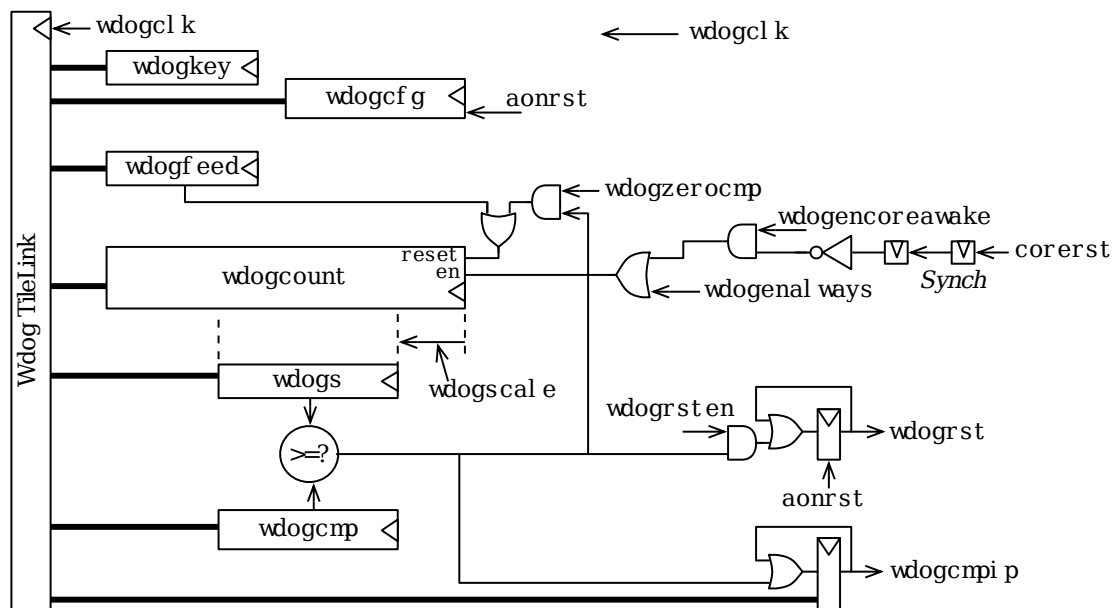 wdogclk
wdogclk
wdogkey
wdogcfg
aonrst
wdogfeed
wdogzerocmp
wdogencoreawake
corerst
Synch
Wdog TileLink
reset
en
wdogcount
wdogenalways
wdogscale
wdogs
wdogrsten
>=?
wdogrst
aonrst
wdogcmp
wdogcmpip